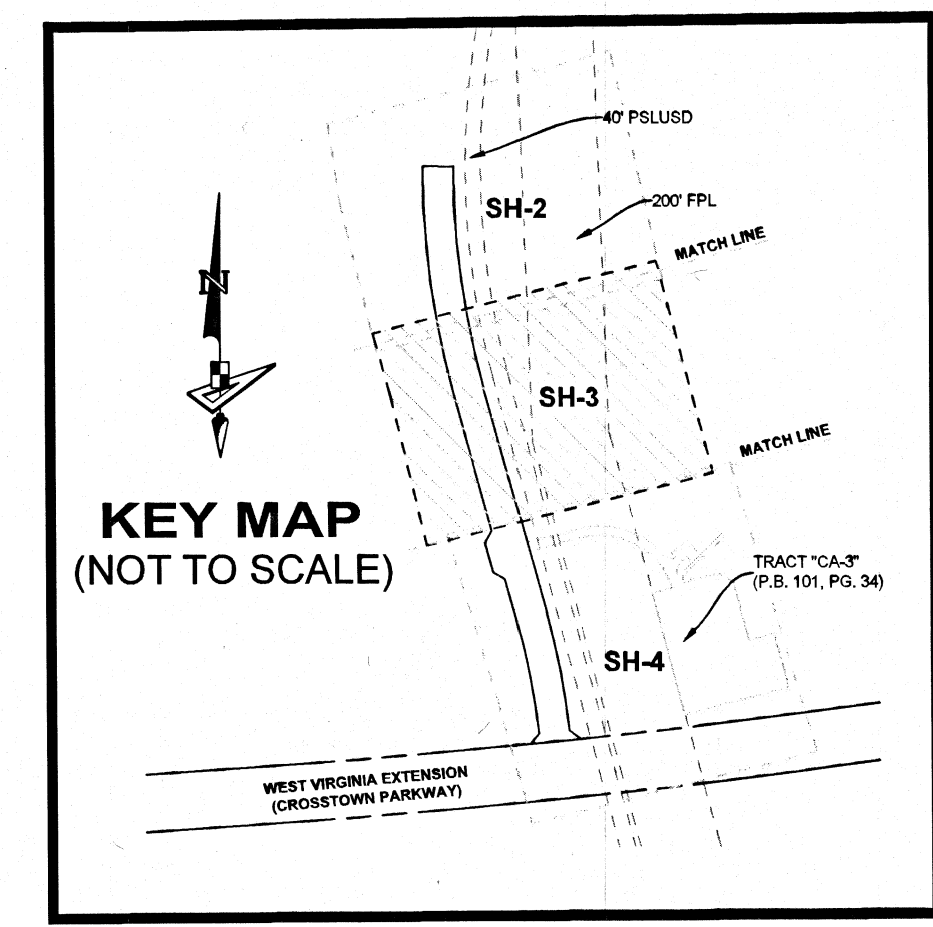 40' PSLUSD
SH-2
200' FPL
MATCH LINE
N
SH-3
MATCH LINE
KEY MAP
(NOT TO SCALE)
TRACT "CA-3"
(P.B. 101, PG. 34)
SH-4
WEST VIRGINIA EXTENSION
(CROSSTOWN PARKWAY)